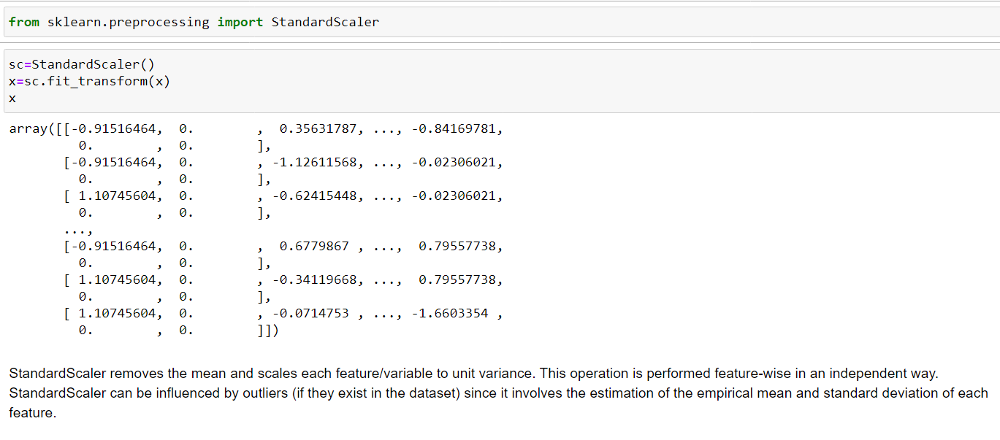 from sklearn.preprocessing import StandardScaler
sc=StandardScaler()
x=sc.fit_transform(x)
x
array([[-0.91516464,  0.        ,  0.35631787, ..., -0.84169781,
         0.        ,  0.        ],
       [-0.91516464,  0.        , -1.12611568, ..., -0.02306021,
         0.        ,  0.        ],
       [ 1.10745604,  0.        , -0.62415448, ..., -0.02306021,
         0.        ,  0.        ],
       ...,
       [-0.91516464,  0.        ,  0.6779867 , ...,  0.79557738,
         0.        ,  0.        ],
       [ 1.10745604,  0.        , -0.34119668, ...,  0.79557738,
         0.        ,  0.        ],
       [ 1.10745604,  0.        , -0.0714753 , ..., -1.6603354 ,
         0.        ,  0.        ]])
StandardScaler removes the mean and scales each feature/variable to unit variance. This operation is performed feature-wise in an independent way.
StandardScaler can be influenced by outliers (if they exist in the dataset) since it involves the estimation of the empirical mean and standard deviation of each
feature.